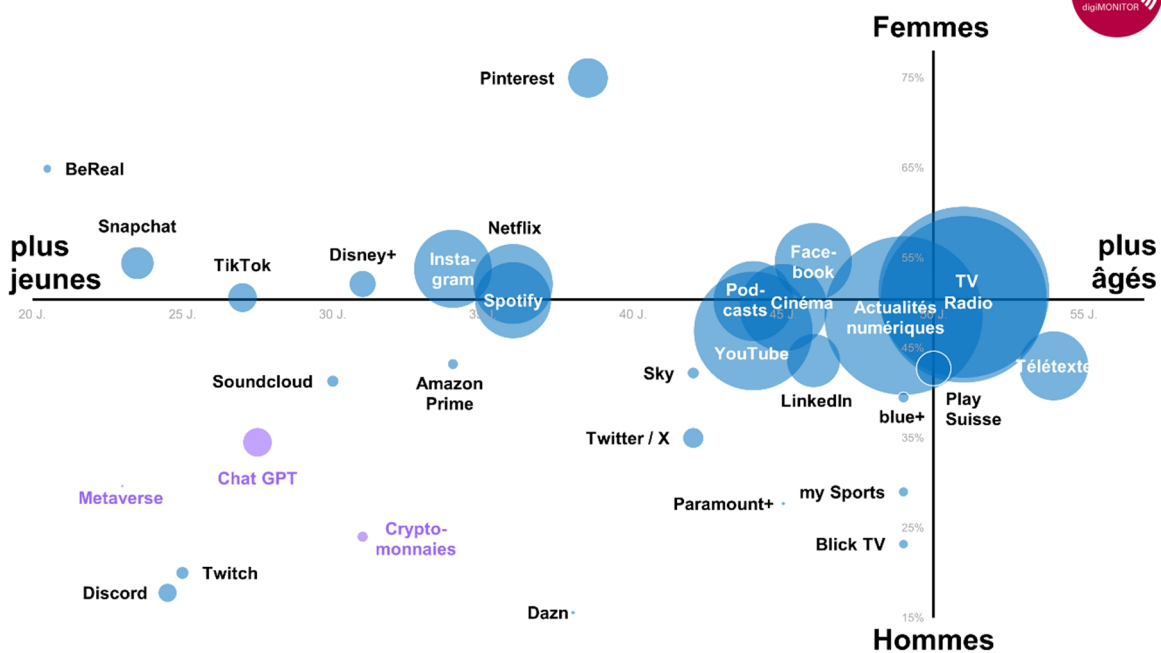 digiMONITOR
Femmes
Pinterest
75%
BeReal
65%
Snapchat
Netflix
plus
jeunes
TikTok
Disney+
Insta-
gram
Spotify
Face-
book
55%
plus
âgés
Pod-
casts
Cinéma
Actualités
numériques
TV
Radio
20 J.
25 J.
30 J.
35 J.
40 J.
45 J.
50 J.
55 J.
45%
YouTube
Télétexte
Soundcloud
Amazon
Prime
Sky
LinkedIn
blue+
Play
Suisse
Twitter / X
35%
Chat GPT
Metaverse
Paramount+
my Sports
25%
Crypto-
monnaies
Blick TV
Twitch
Discord
Dazn
15%
Hommes